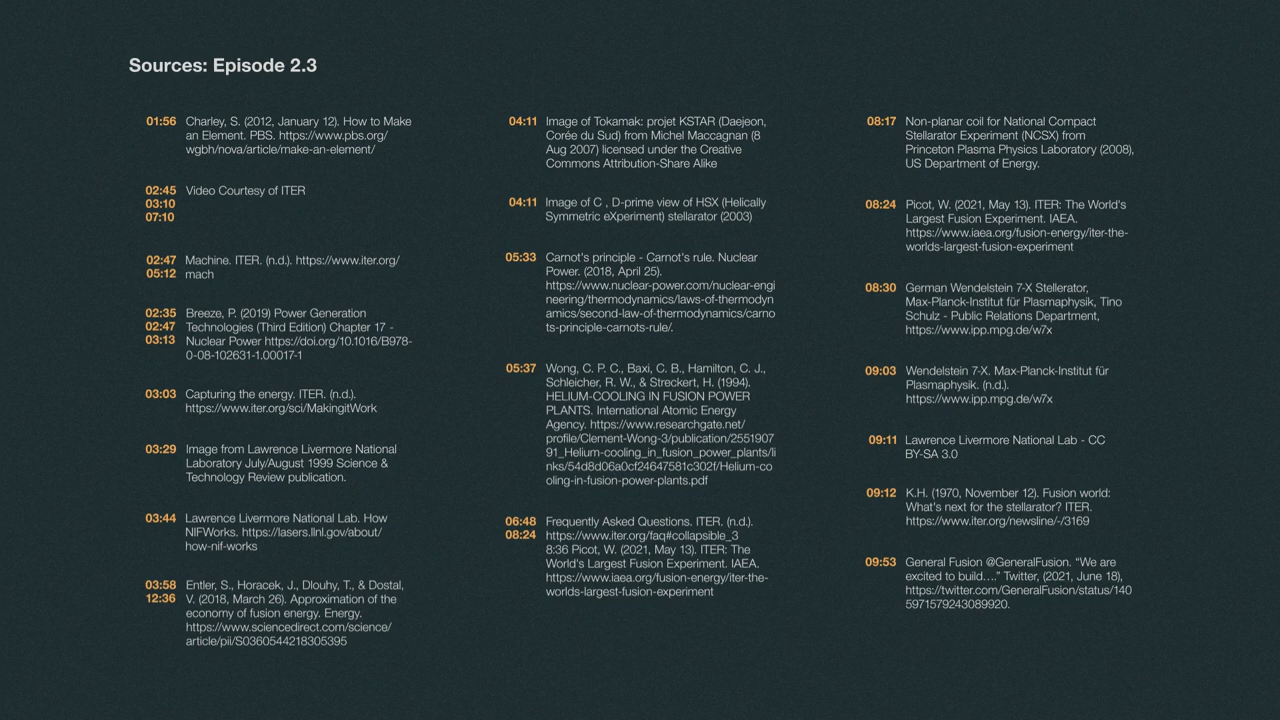 Sources: Episode 2.3
01:56 Charley, S. (2012, January 12). How to Make
an Element. PBS. https://www.pbs.org/
wgbh/nova/article/make-an-element/
02:45 Video Courtesy of ITER
03:10
07:10
02:47 Machine. ITER. (n.d.). https://www.iter.org/
05:12 mach
02:35 Breeze, P. (2019) Power Generation
02:47 Technologies (Third Edition) Chapter 17 -
03:13 Nuclear Power https://doi.org/10.1016/B978-
0-08-102631-1.00017-1
03:03 Capturing the energy. ITER. (n.d.).
https://www.iter.org/sci/MakingitWork
03:29 Image from Lawrence Livermore National
Laboratory July/August 1999 Science &
Technology Review publication.
03:44 Lawrence Livermore National Lab. How
NIFWorks. https://lasers.llnl.gov/about/
how-nif-works
03:58 Entler, S., Horacek, J., Dlouhy, T., & Dostal,
12:36 V. (2018, March 26). Approximation of the
economy of fusion energy. Energy.
https://www.sciencedirect.com/science/
article/pii/S0360544218305395
04:11 Image of Tokamak: projet KSTAR (Daejeon,
Corée du Sud) from Michel Maccagnan (8
Aug 2007) licensed under the Creative
Commons Attribution-Share Alike
04:11 Image of C , D-prime view of HSX (Helically
Symmetric eXperiment) stellarator (2003)
05:33 Carnot's principle - Carnot's rule. Nuclear
Power. (2018, April 25).
https://www.nuclear-power.com/nuclear-engi
neering/thermodynamics/laws-of-thermodyn
amics/second-law-of-thermodynamics/carno
ts-principle-carnots-rule/.
05:37 Wong, C. P. C., Baxi, C. B., Hamilton, C. J.,
Schleicher, R. W., & Streckert, H. (1994).
HELIUM-COOLING IN FUSION POWER
PLANTS. International Atomic Energy
Agency. https://www.researchgate.net/
profile/Clement-Wong-3/publication/2551907
91_Helium-cooling_in_fusion_power_plants/li
nks/54d8d06a0cf24647581c302f/Helium-co
oling-in-fusion-power-plants.pdf
06:48 Frequently Asked Questions. ITER. (n.d.).
08:24 https://www.iter.org/faq#collapsible_3
8:36 Picot, W. (2021, May 13). ITER: The
World's Largest Fusion Experiment. IAEA.
https://www.iaea.org/fusion-energy/iter-the-
worlds-largest-fusion-experiment
08:17 Non-planar coil for National Compact
Stellarator Experiment (NCSX) from
Princeton Plasma Physics Laboratory (2008),
US Department of Energy.
08:24 Picot, W. (2021, May 13). ITER: The World's
Largest Fusion Experiment. IAEA.
https://www.iaea.org/fusion-energy/iter-the-
worlds-largest-fusion-experiment
08:30 German Wendelstein 7-X Stellerator,
Max-Planck-Institut für Plasmaphysik, Tino
Schulz - Public Relations Department,
https://www.ipp.mpg.de/w7x
09:03 Wendelstein 7-X. Max-Planck-Institut für
Plasmaphysik. (n.d.).
https://www.ipp.mpg.de/w7x
09:11 Lawrence Livermore National Lab - CC
BY-SA 3.0
09:12 K.H. (1970, November 12). Fusion world:
What's next for the stellarator? ITER.
https://www.iter.org/newsline/-/3169
09:53 General Fusion @GeneralFusion. “We are
excited to build….” Twitter, (2021, June 18),
https://twitter.com/GeneralFusion/status/140
5971579243089920.